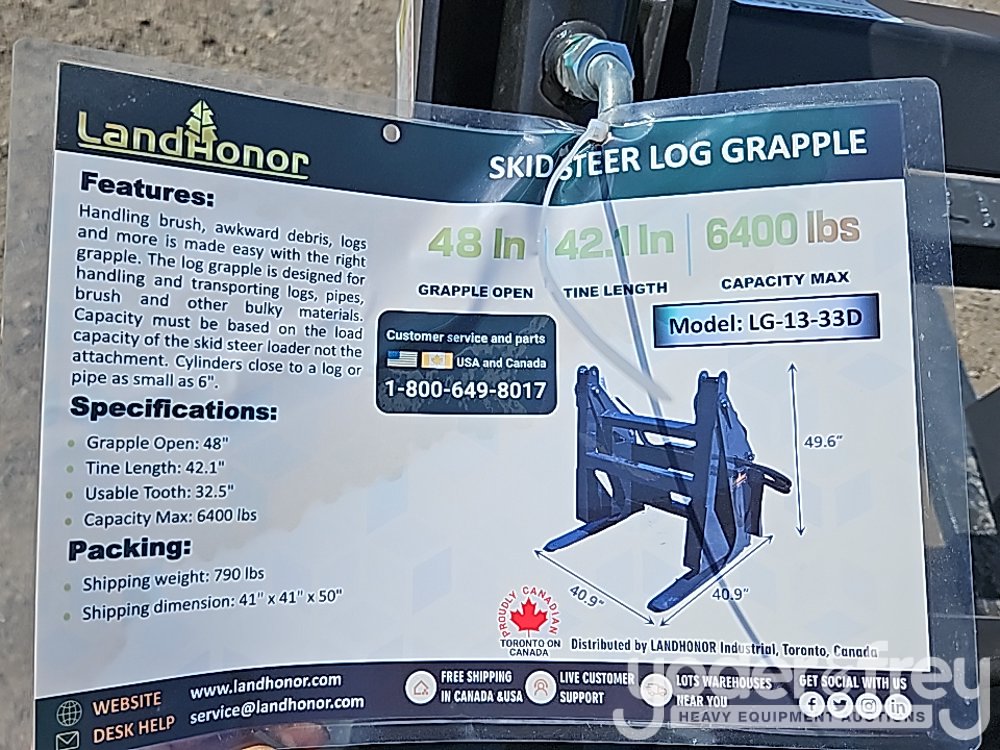 LandHonor
SKID STEER LOG GRAPPLE
Features:
Handling brush, awkward debris, logs
and more is made easy with the right
grapple. The log grapple is designed for
handling and transporting logs, pipes,
brush and other bulky materials.
Capacity must be based on the load
capacity of the skid steer loader not the
attachment. Cylinders close to a log or
pipe as small as 6".
Specifications:
Grapple Open: 48"
Tine Length: 42.1"
Usable Tooth: 32.5"
Capacity Max: 6400 lbs
Packing:
Shipping weight: 790 lbs
Shipping dimension: 41" x 41" x 50"
48 In
GRAPPLE OPEN
42.1 In
TINE LENGTH
6400 lbs
CAPACITY MAX
Model: LG-13-33D
Customer service and parts
USA and Canada
1-800-649-8017
49.6"
40.9"
40.9"
PROUDLY CANADIAN
TORONTO ON
CANADA
Distributed by LANDHONOR Industrial, Toronto, Canada
WEBSITE
DESK HELP
www.landhonor.com
service@landhonor.com
FREE SHIPPING
IN CANADA &USA
LIVE CUSTOMER
SUPPORT
LOTS WAREHOUSES
NEAR YOU
GET SOCIAL WITH US
yoder&frey
HEAVY EQUIPMENT AUCTIONS